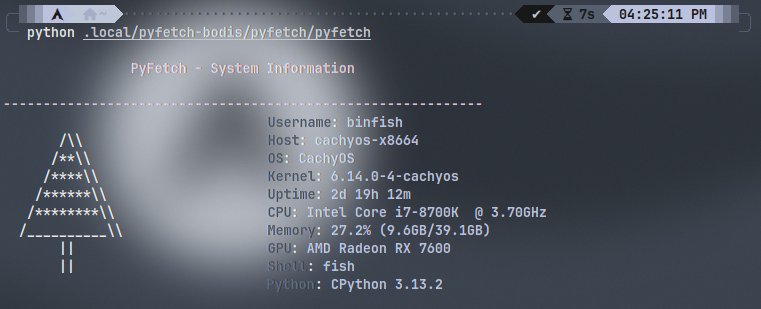 ~ ✔ 7s 04:25:11 PM
python .local/pyfetch-bodis/pyfetch/pyfetch
PyFetch - System Information
------------------------------------------------------------
Username: binfish
/\\ Host: cachyos-x8664
/**\\ OS: CachyOS
/****\\ Kernel: 6.14.0-4-cachyos
/******\\ Uptime: 2d 19h 12m
/********\\ CPU: Intel Core i7-8700K  @ 3.70GHz
/__________\\ Memory: 27.2% (9.6GB/39.1GB)
|| GPU: AMD Radeon RX 7600
|| Shell: fish
Python: CPython 3.13.2